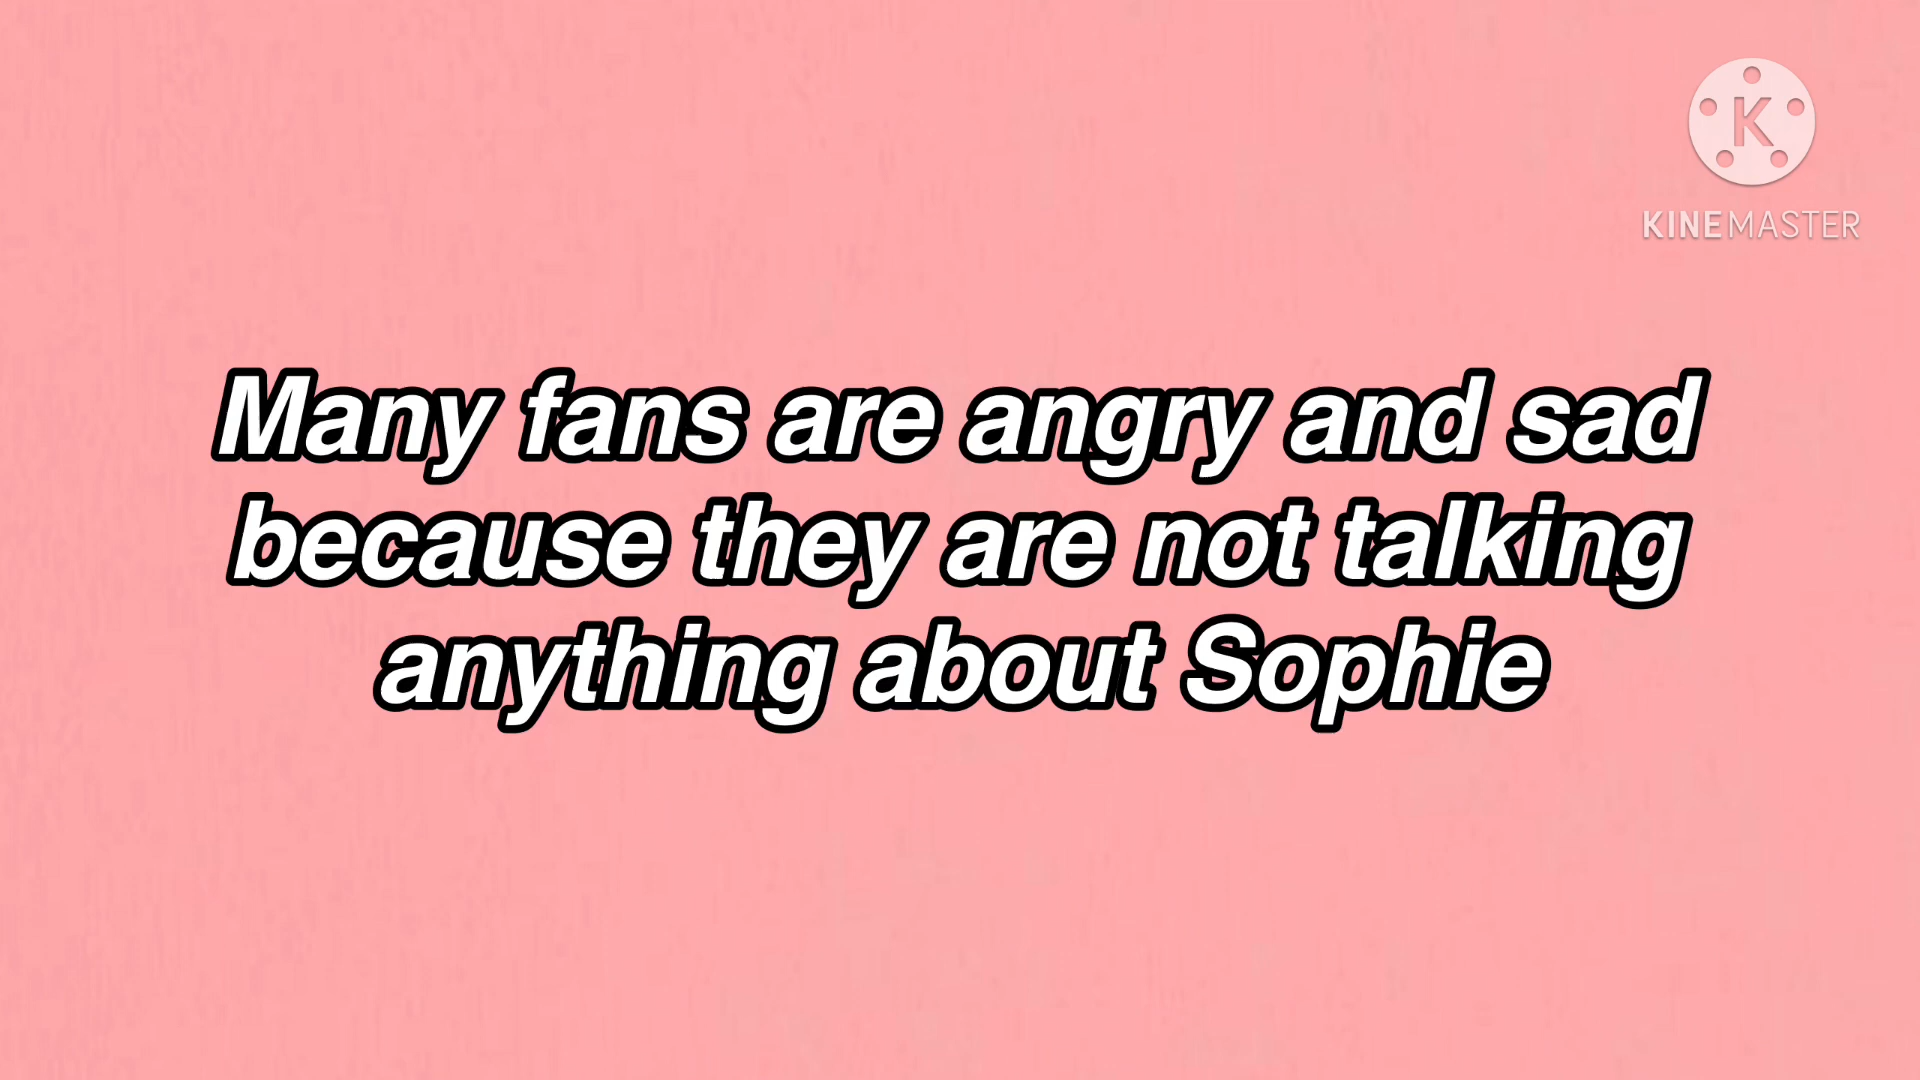 K
KINEMASTER
Many fans are angry and sad
because they are not talking
anything about Sophie